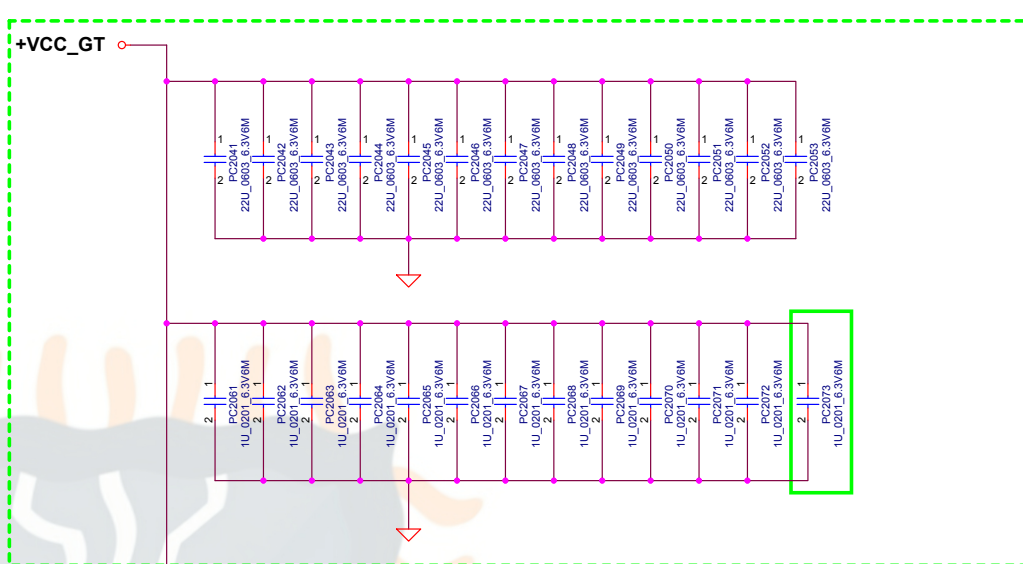 +VCC_GT
1
2
PC2041
22U_0603_6.3V6M
1
2
PC2042
22U_0603_6.3V6M
1
2
PC2043
22U_0603_6.3V6M
1
2
PC2044
22U_0603_6.3V6M
1
2
PC2045
22U_0603_6.3V6M
1
2
PC2046
22U_0603_6.3V6M
1
2
PC2047
22U_0603_6.3V6M
1
2
PC2048
22U_0603_6.3V6M
1
2
PC2049
22U_0603_6.3V6M
1
2
PC2050
22U_0603_6.3V6M
1
2
PC2051
22U_0603_6.3V6M
1
2
PC2052
22U_0603_6.3V6M
1
2
PC2053
22U_0603_6.3V6M
1
2
PC2061
1U_0201_6.3V6M
1
2
PC2062
1U_0201_6.3V6M
1
2
PC2063
1U_0201_6.3V6M
1
2
PC2064
1U_0201_6.3V6M
1
2
PC2065
1U_0201_6.3V6M
1
2
PC2066
1U_0201_6.3V6M
1
2
PC2067
1U_0201_6.3V6M
1
2
PC2068
1U_0201_6.3V6M
1
2
PC2069
1U_0201_6.3V6M
1
2
PC2070
1U_0201_6.3V6M
1
2
PC2071
1U_0201_6.3V6M
1
2
PC2072
1U_0201_6.3V6M
1
2
PC2073
1U_0201_6.3V6M